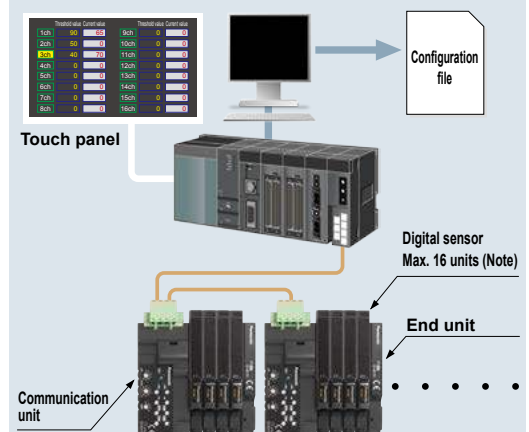 Threshold value Current value Threshold value Current value
1ch 90 65 9ch 0 0
2ch 50 0 10ch 0 0
3ch 40 70 11ch 0 0
4ch 0 0 12ch 0 0
5ch 0 0 13ch 0 0
6ch 0 0 14ch 0 0
7ch 0 0 15ch 0 0
8ch 0 0 16ch 0 0
Touch panel
Configuration
file
Digital sensor
Max. 16 units (Note)
End unit
Communication
unit